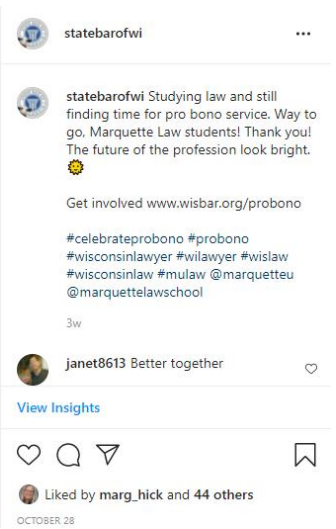 statebarofwi
statebarofwi Studying law and still
finding time for pro bono service. Way to
go, Marquette Law students! Thank you!
The future of the profession look bright.
🌞
Get involved www.wisbar.org/probono
#celebrateprobono #probono
#wisconsinlawyer #wilawyer #wislaw
#wisconsinlaw #mulaw @marquetteu
@marquettelawschool
3w
janet8613 Better together
View Insights
Liked by marg_hick and 44 others
OCTOBER 28